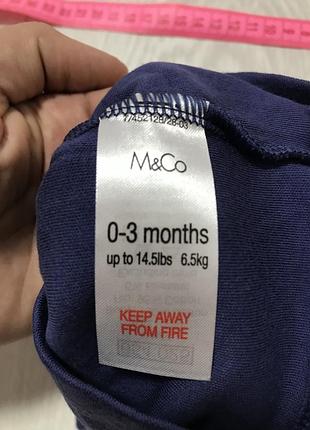 M&Co
0-3 months
up to 14.5lbs 6.5kg
KEEP AWAY
FROM FIRE